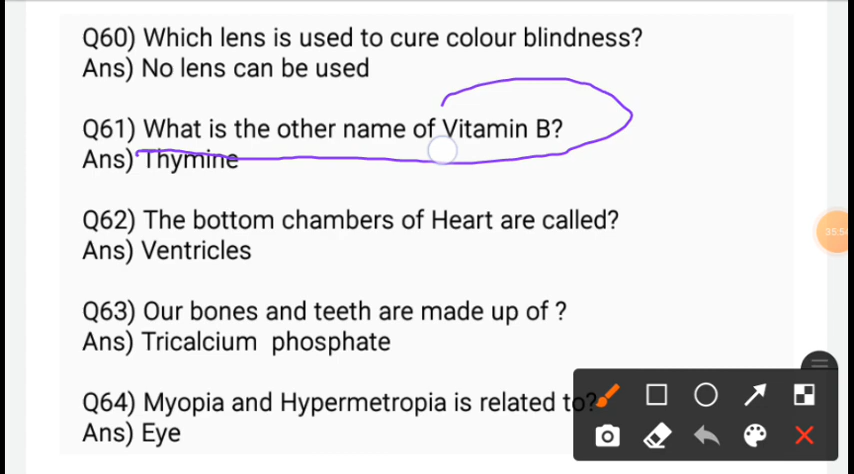 Q60) Which lens is used to cure colour blindness?
Ans) No lens can be used
Q61) What is the other name of Vitamin B?
Ans) Thymine
Q62) The bottom chambers of Heart are called?
Ans) Ventricles
Q63) Our bones and teeth are made up of ?
Ans) Tricalcium phosphate
Q64) Myopia and Hypermetropia is related to?
Ans) Eye